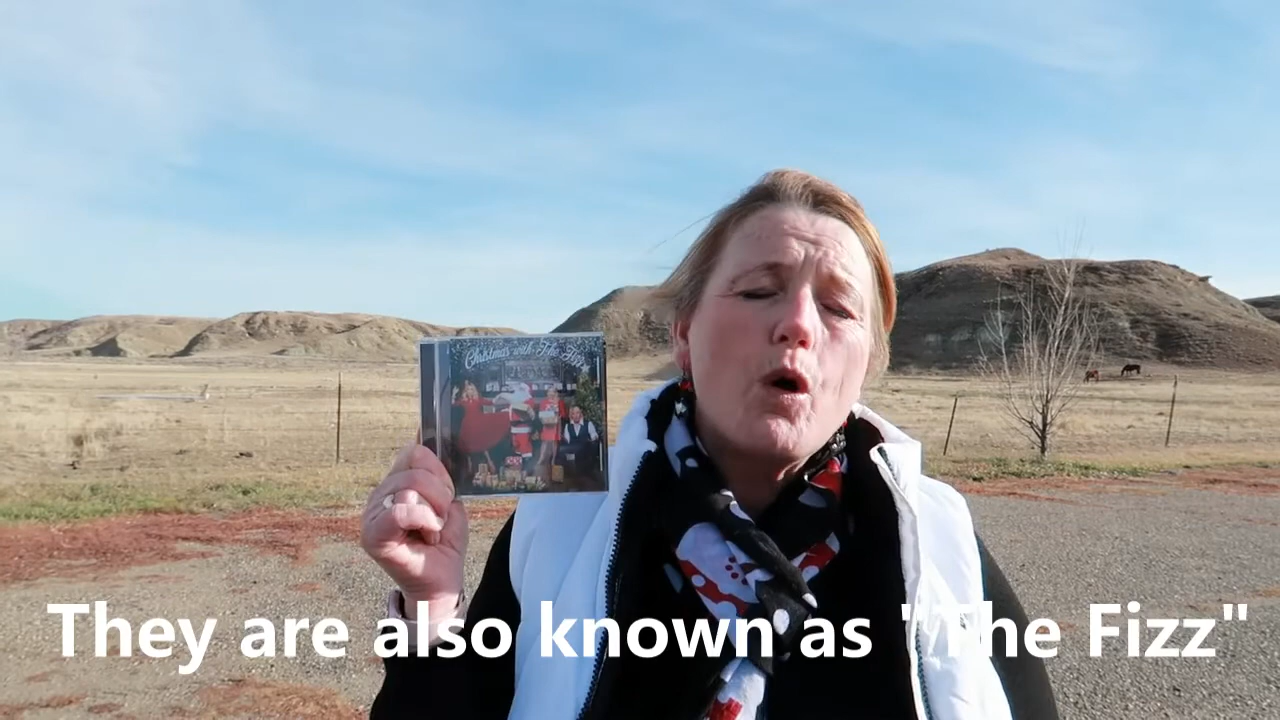 Christmas with The Fizz
They are also known as "The Fizz"